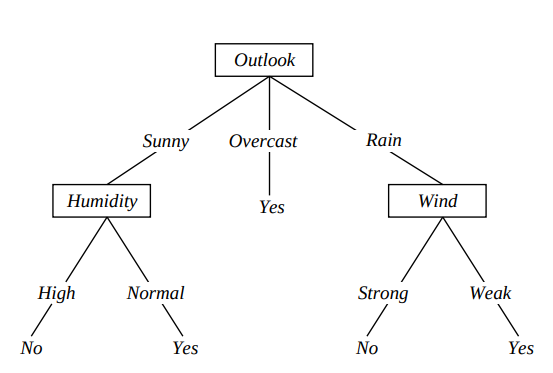 Outlook
Sunny Overcast Rain
Humidity Yes Wind
High Normal Strong Weak
No Yes No Yes